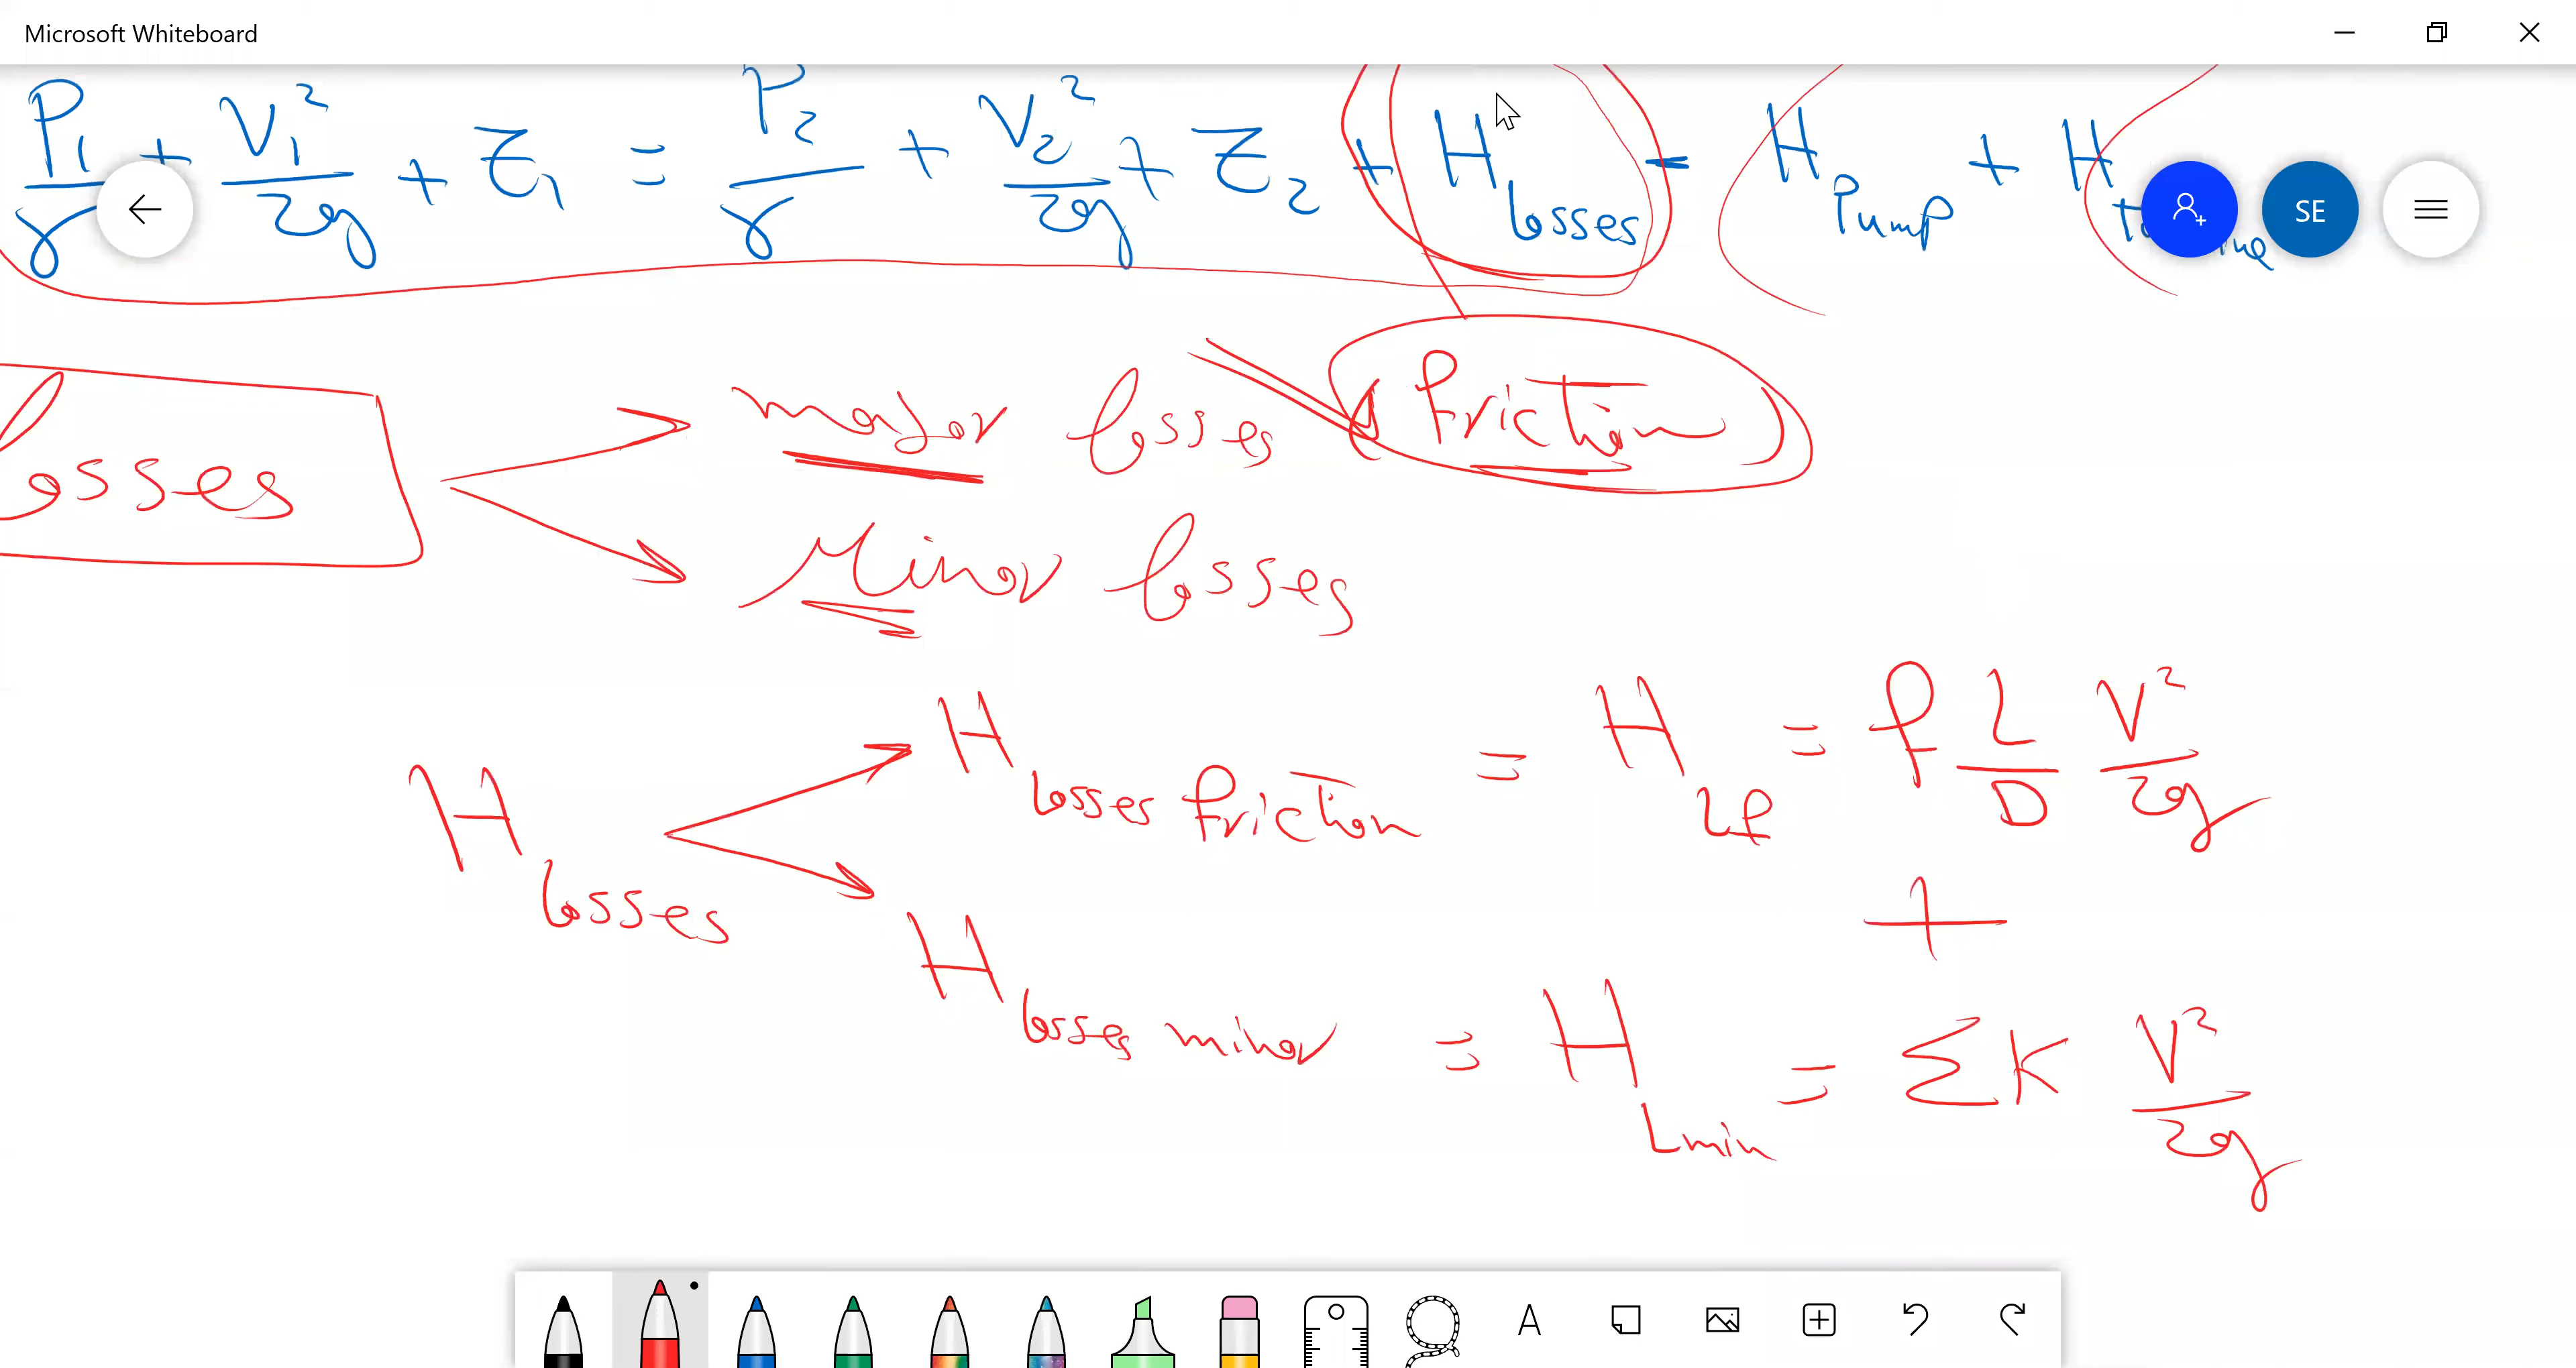 Microsoft Whiteboard
P₁/γ + V₁²/2g + Z₁ = P₂/γ + V₂²/2g + Z₂ + H losses = H Pump + H
SE
losses
major losses (friction)
Minor losses
H losses friction = H Lf = f L/D V²/2g
H losses
+
H losses minor = H Lmin = ΣK V²/2g
A